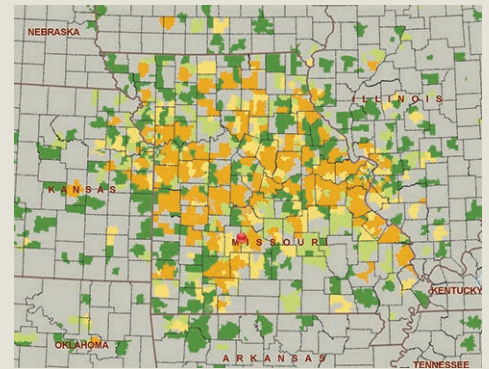 NEBRASKA
ILLINOIS
KANSAS
MISSOURI
KENTUCKY
OKLAHOMA
ARKANSAS
TENNESSEE